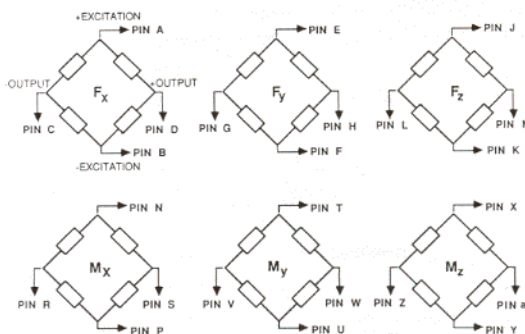 +EXCITATION
PIN A
-OUTPUT
+OUTPUT
Fx
PIN C
PIN D
PIN B
-EXCITATION
PIN E
Fy
PIN G
PIN H
PIN F
PIN J
Fz
PIN L
PIN
PIN K
PIN N
Mx
PIN R
PIN S
PIN P
PIN T
My
PIN V
PIN W
PIN U
PIN X
Mz
PIN Z
PIN a
PIN Y